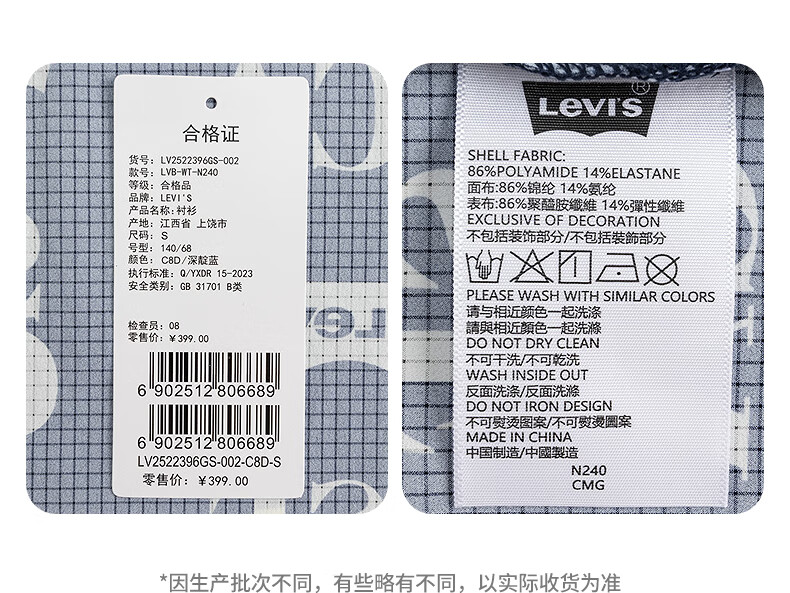 合格证
货号: LV2522396GS-002
款号: LVB-WT-N240
等级: 合格品
品牌: LEVI'S
产品名称:衬衫
产地: 江西省 上饶市
尺码: S
号型: 140/68
颜色: C8D/深靛蓝
执行标准: Q/YXDR 15-2023
安全类别: GB 31701 B类
检查员: 08
零售价: ¥399.00
6 902512 806689
6 902512 806689
LV2522396GS-002-C8D-S
零售价: ¥399.00
LEVI'S ®
SHELL FABRIC:
86%POLYAMIDE 14%ELASTANE
面布:86%锦纶 14%氨纶
表布:86%聚醯胺纖維 14%彈性纖維
EXCLUSIVE OF DECORATION
不包括装饰部分/不包括裝飾部分
PLEASE WASH WITH SIMILAR COLORS
请与相近颜色一起洗涤
請與相近顏色一起洗滌
DO NOT DRY CLEAN
不可干洗/不可乾洗
WASH INSIDE OUT
反面洗涤/反面洗滌
DO NOT IRON DESIGN
不可熨烫图案/不可熨燙圖案
MADE IN CHINA
中国制造/中國製造
N240
CMG
*因生产批次不同，有些略有不同，以实际收货为准